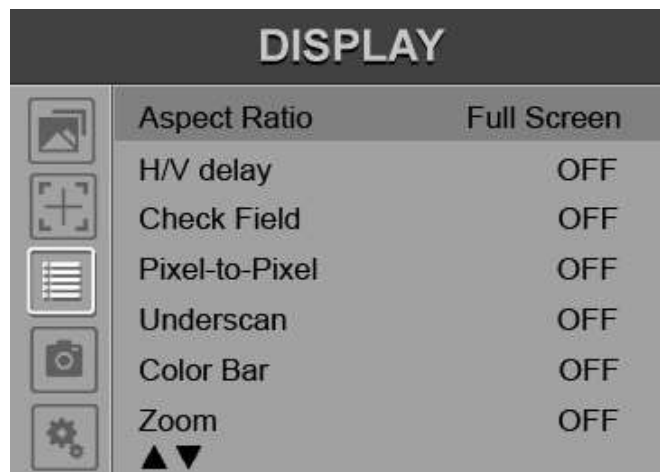 DISPLAY
Aspect Ratio Full Screen
H/V delay OFF
Check Field OFF
Pixel-to-Pixel OFF
Underscan OFF
Color Bar OFF
Zoom OFF
▲▼